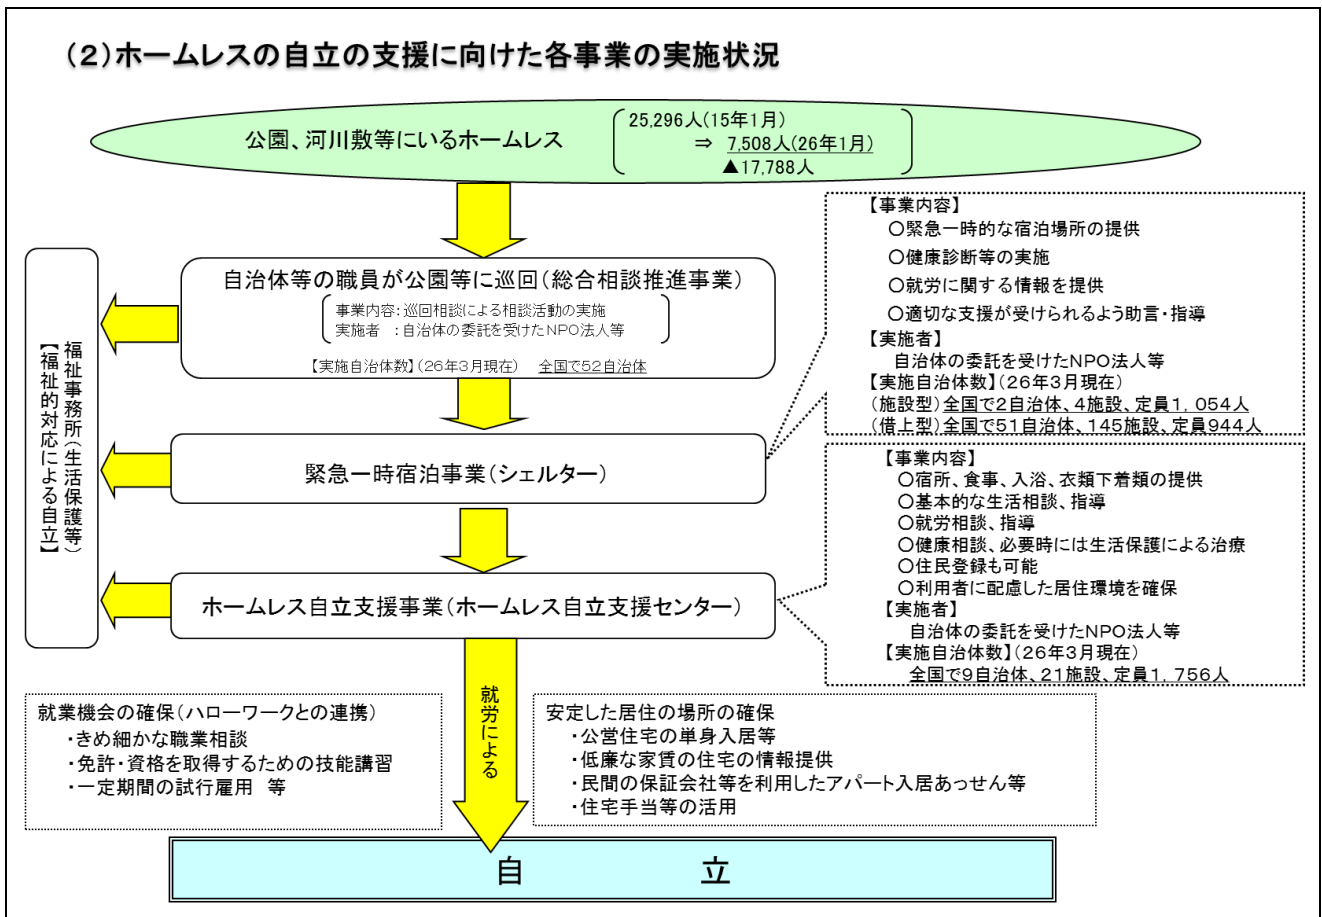 (2)ホームレスの自立の支援に向けた各事業の実施状況
公園、河川敷等にいるホームレス
25,296人(15年1月)
⇒ 7,508人(26年1月)
▲17,788人
自治体等の職員が公園等に巡回(総合相談推進事業)
事業内容:巡回相談による相談活動の実施
実施者 :自治体の委託を受けたNPO法人等
【実施自治体数】(26年3月現在) 全国で52自治体
福祉事務所(生活保護等)
【福祉的対応による自立】
緊急一時宿泊事業(シェルター)
【事業内容】
○緊急一時的な宿泊場所の提供
○健康診断等の実施
○就労に関する情報を提供
○適切な支援が受けられるよう助言・指導
【実施者】
自治体の委託を受けたNPO法人等
【実施自治体数】(26年3月現在)
(施設型)全国で2自治体、4施設、定員1,054人
(借上型)全国で51自治体、145施設、定員944人
ホームレス自立支援事業(ホームレス自立支援センター)
【事業内容】
○宿所、食事、入浴、衣類下着類の提供
○基本的な生活相談、指導
○就労相談、指導
○健康相談、必要時には生活保護による治療
○住民登録も可能
○利用者に配慮した居住環境を確保
【実施者】
自治体の委託を受けたNPO法人等
【実施自治体数】(26年3月現在)
全国で9自治体、21施設、定員1,756人
就業機会の確保(ハローワークとの連携)
・きめ細かな職業相談
・免許・資格を取得するための技能講習
・一定期間の試行雇用 等
就労による
安定した居住の場所の確保
・公営住宅の単身入居等
・低廉な家賃の住宅の情報提供
・民間の保証会社等を利用したアパート入居あっせん等
・住宅手当等の活用
自 立